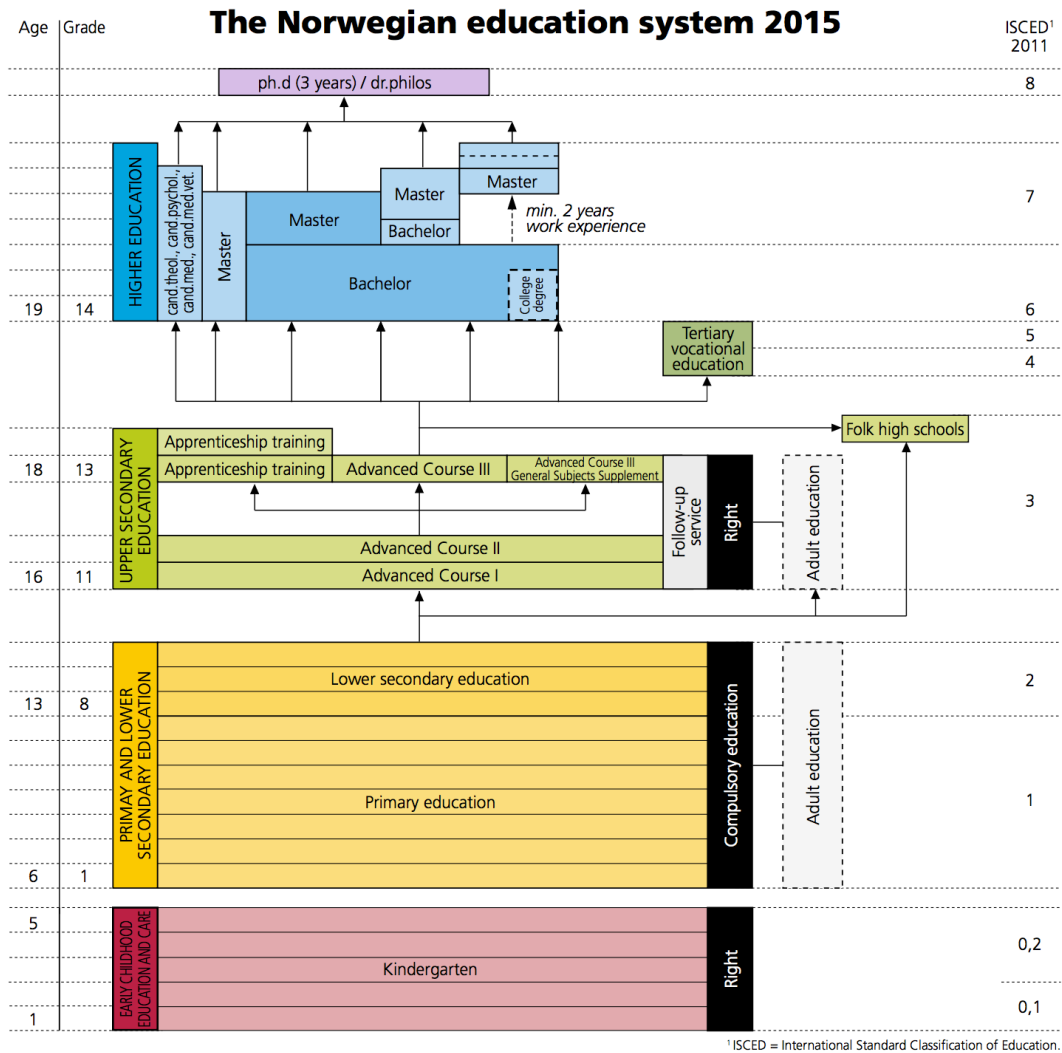 The Norwegian education system 2015
Age
Grade
ISCED¹
2011
ph.d (3 years) / dr.philos
8
HIGHER EDUCATION
cand.theol., cand.psychol.,
cand.med., cand.med.vet.
Master
Master
Master
Bachelor
Master
min. 2 years
work experience
7
Bachelor
College
degree
19
14
6
Tertiary
vocational
education
5
4
Folk high schools
UPPER SECONDARY
EDUCATION
Apprenticeship training
18
13
Apprenticeship training
Advanced Course III
Advanced Course III
General Subjects Supplement
Follow-up
service
Right
Adult education
3
Advanced Course II
16
11
Advanced Course I
PRIMAY AND LOWER
SECONDARY EDUCATION
Lower secondary education
2
13
8
Compulsory education
Adult education
Primary education
1
6
1
EARLY CHILDHOOD
EDUCATION AND CARE
5
Kindergarten
Right
0,2
0,1
1
¹ ISCED = International Standard Classification of Education.